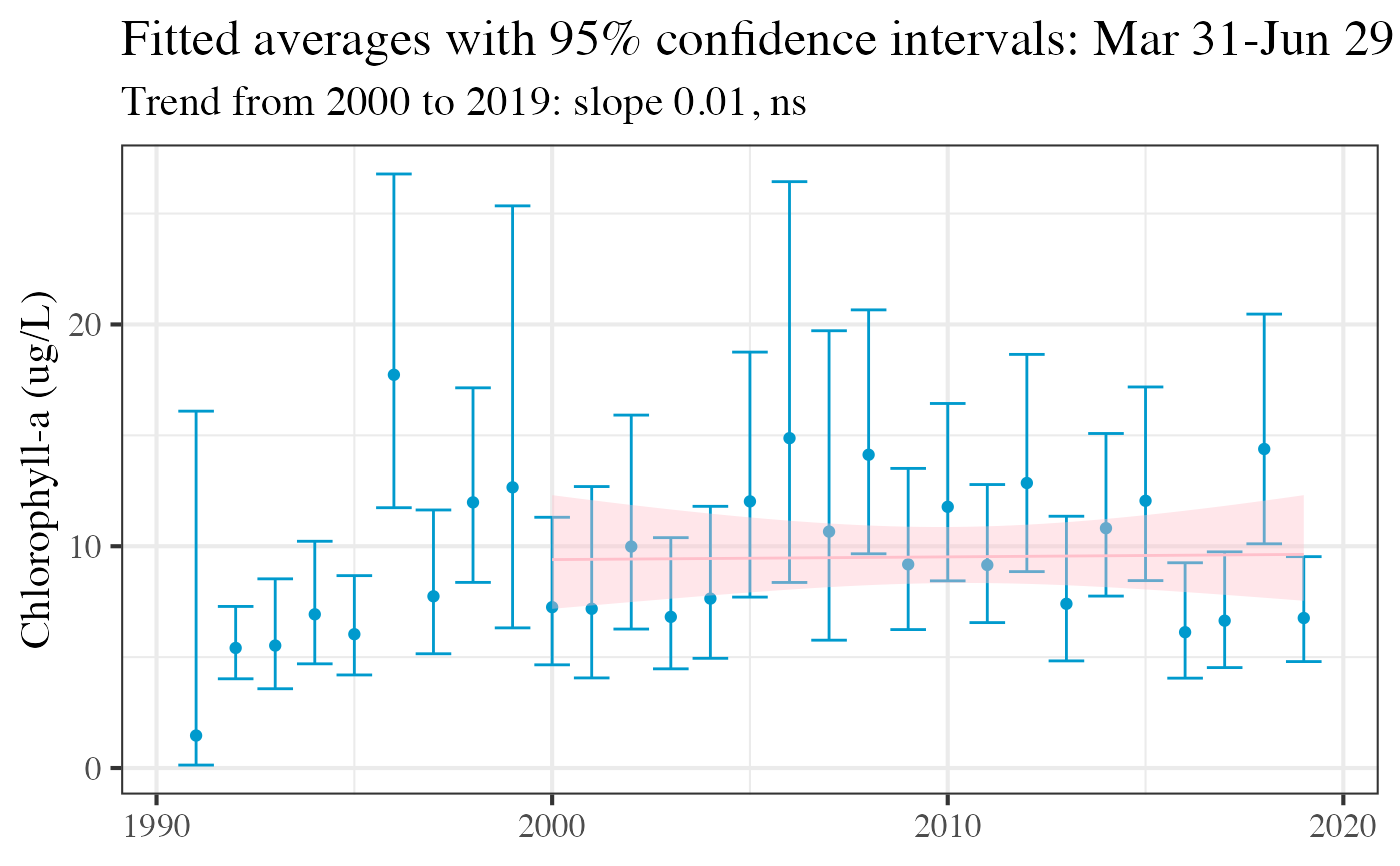 Fitted averages with 95% confidence intervals: Mar 31-Jun 29
Trend from 2000 to 2019: slope 0.01, ns
Chlorophyll-a (ug/L)
20
10
0
1990
2000
2010
2020